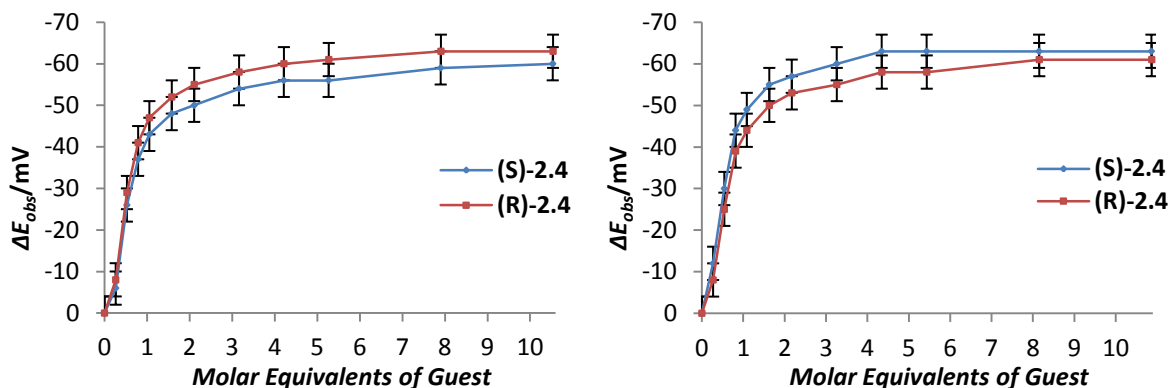 -70
-60
-50
-40
-30
-20
-10
0
ΔE_obs/mV
(S)-2.4
(R)-2.4
0 1 2 3 4 5 6 7 8 9 10
Molar Equivalents of Guest
-70
-60
-50
-40
-30
-20
-10
0
ΔE_obs/mV
(S)-2.4
(R)-2.4
0 1 2 3 4 5 6 7 8 9 10
Molar Equivalents of Guest